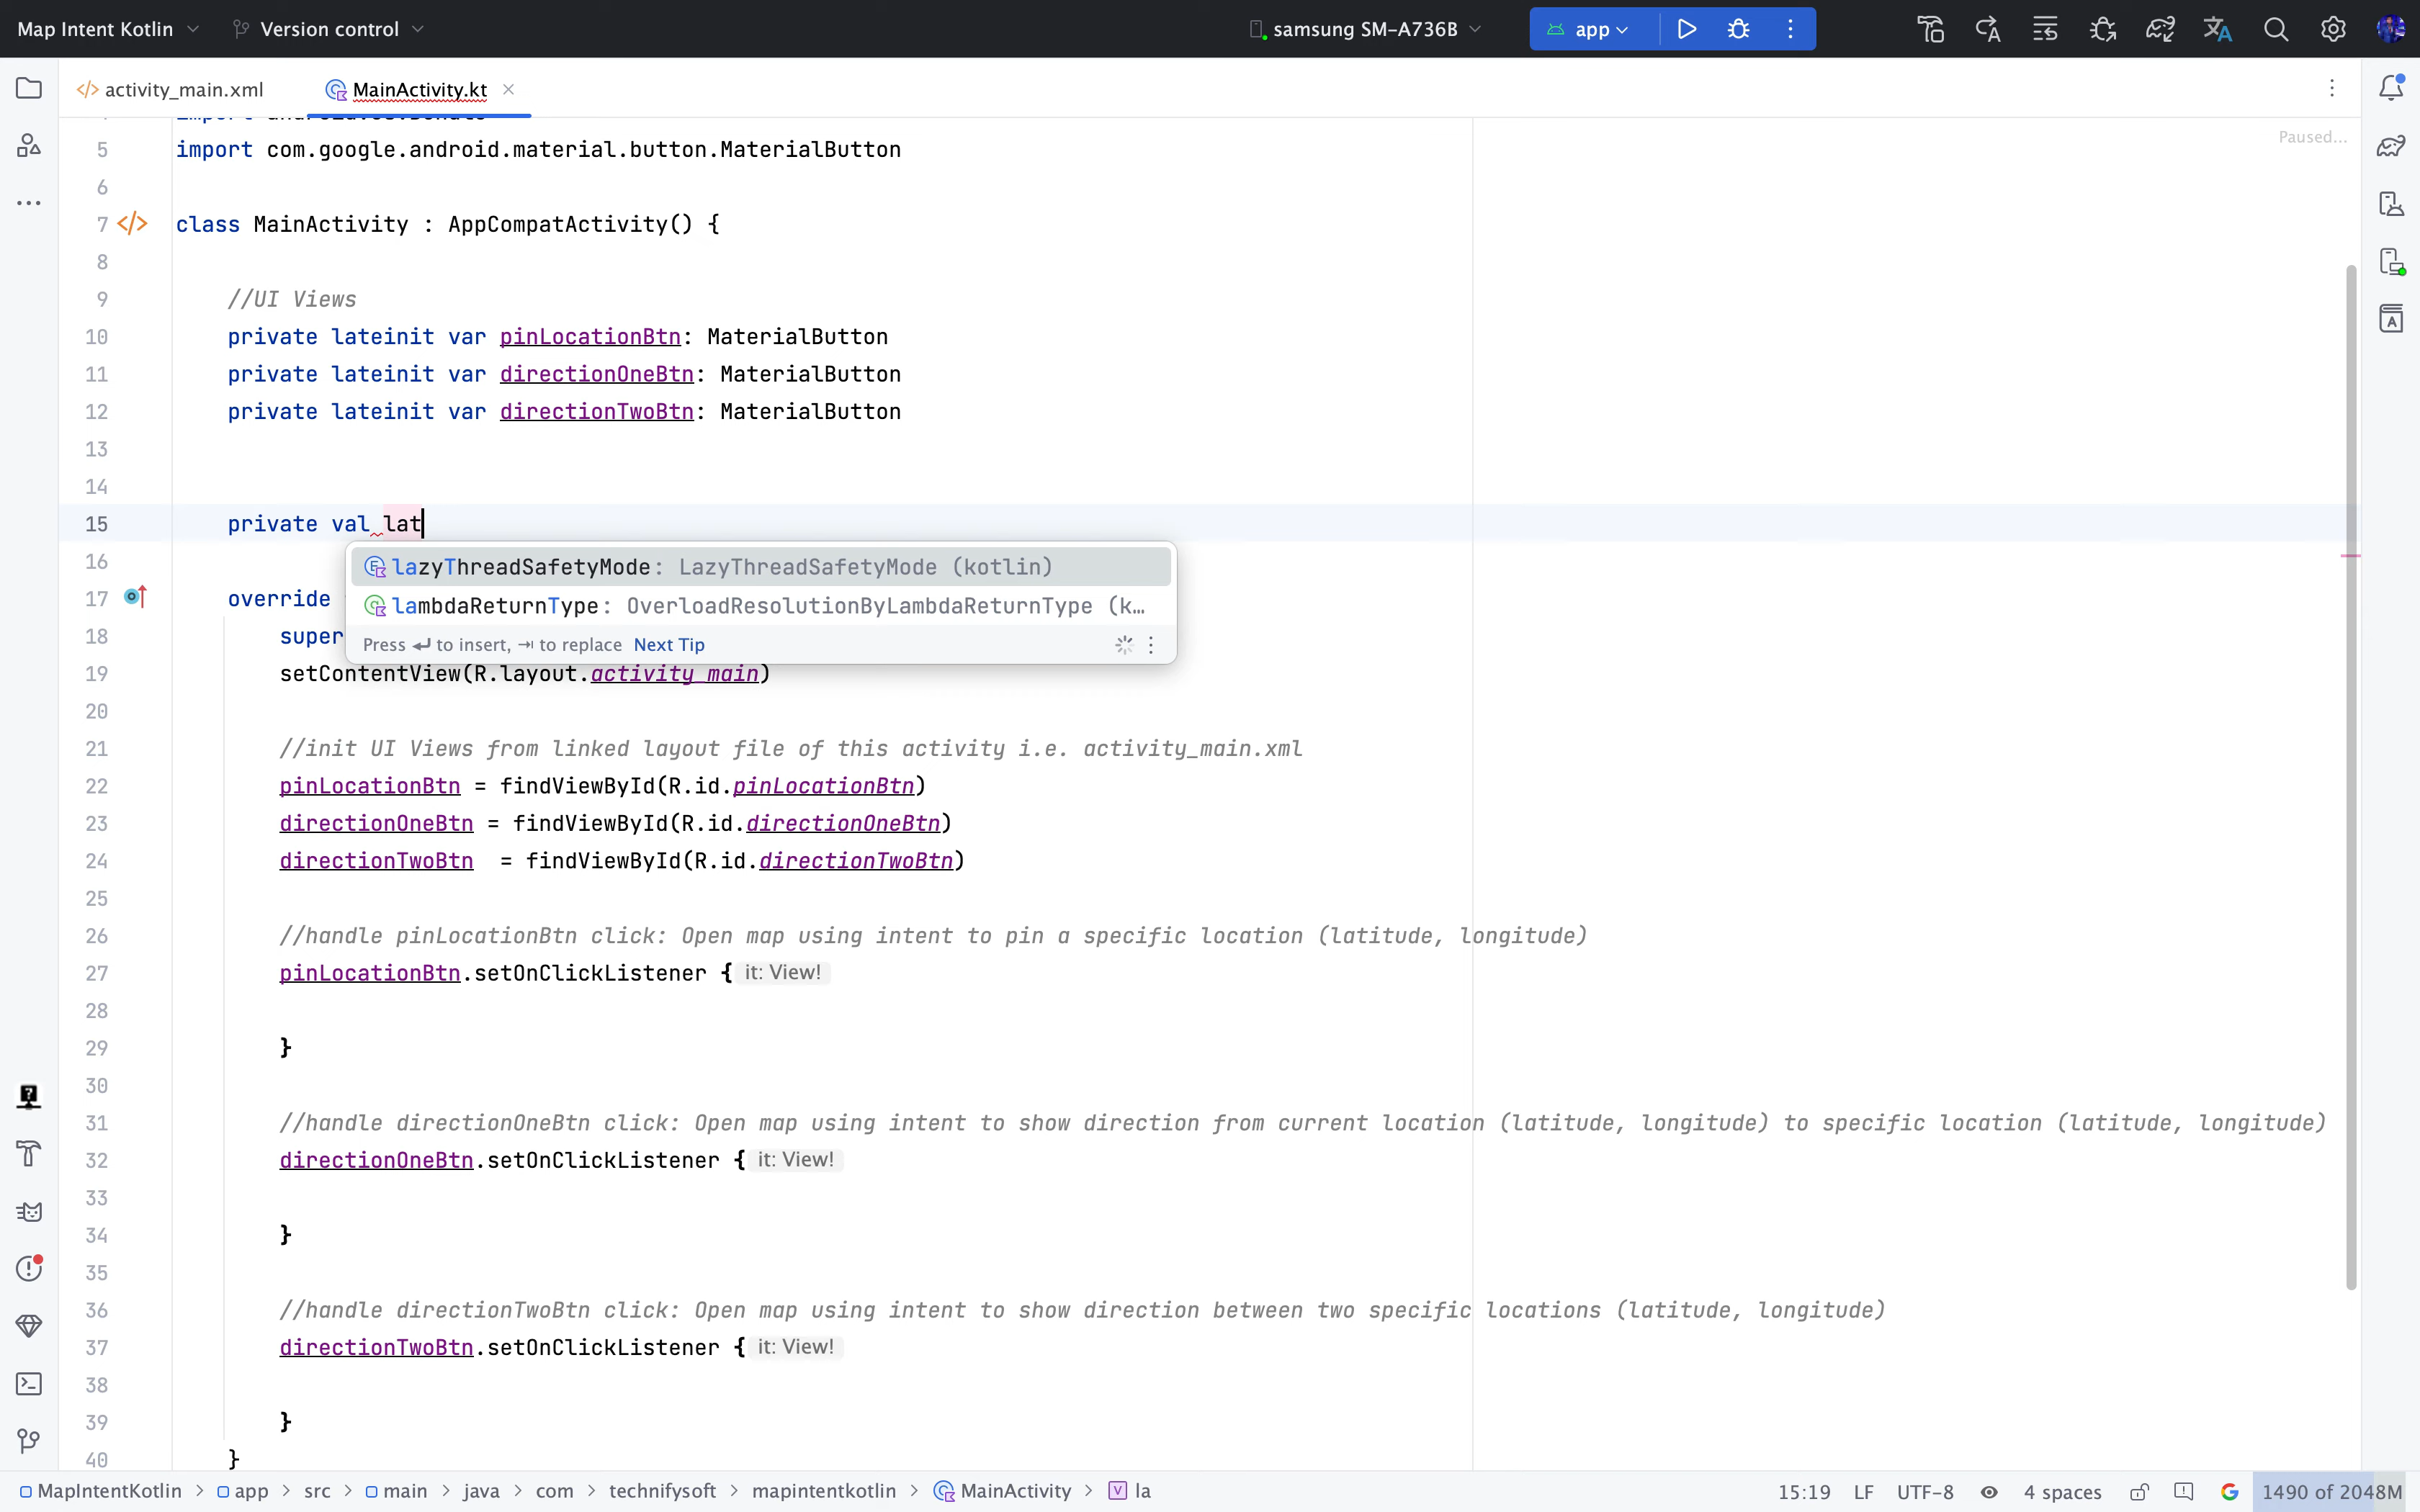 Map Intent Kotlin
Version control
samsung SM-A736B
app
activity_main.xml
MainActivity.kt
Paused...
5 import com.google.android.material.button.MaterialButton
6
7 class MainActivity : AppCompatActivity() {
8
9 //UI Views
10 private lateinit var pinLocationBtn: MaterialButton
11 private lateinit var directionOneBtn: MaterialButton
12 private lateinit var directionTwoBtn: MaterialButton
13
14
15 private val lat
lazyThreadSafetyMode: LazyThreadSafetyMode (kotlin)
16
17 override
lambdaReturnType: OverloadResolutionByLambdaReturnType (k...
18 super
Press ↵ to insert, ⇥ to replace Next Tip
19 setContentView(R.layout.activity_main)
20
21 //init UI Views from linked layout file of this activity i.e. activity_main.xml
22 pinLocationBtn = findViewById(R.id.pinLocationBtn)
23 directionOneBtn = findViewById(R.id.directionOneBtn)
24 directionTwoBtn = findViewById(R.id.directionTwoBtn)
25
26 //handle pinLocationBtn click: Open map using intent to pin a specific location (latitude, longitude)
27 pinLocationBtn.setOnClickListener { it: View!
28
29 }
30
31 //handle directionOneBtn click: Open map using intent to show direction from current location (latitude, longitude) to specific location (latitude, longitude)
32 directionOneBtn.setOnClickListener { it: View!
33
34 }
35
36 //handle directionTwoBtn click: Open map using intent to show direction between two specific locations (latitude, longitude)
37 directionTwoBtn.setOnClickListener { it: View!
38
39 }
40 }
MapIntentKotlin > app > src > main > java > com > technifysoft > mapintentkotlin > MainActivity > la
15:19 LF UTF-8 4 spaces 1490 of 2048M